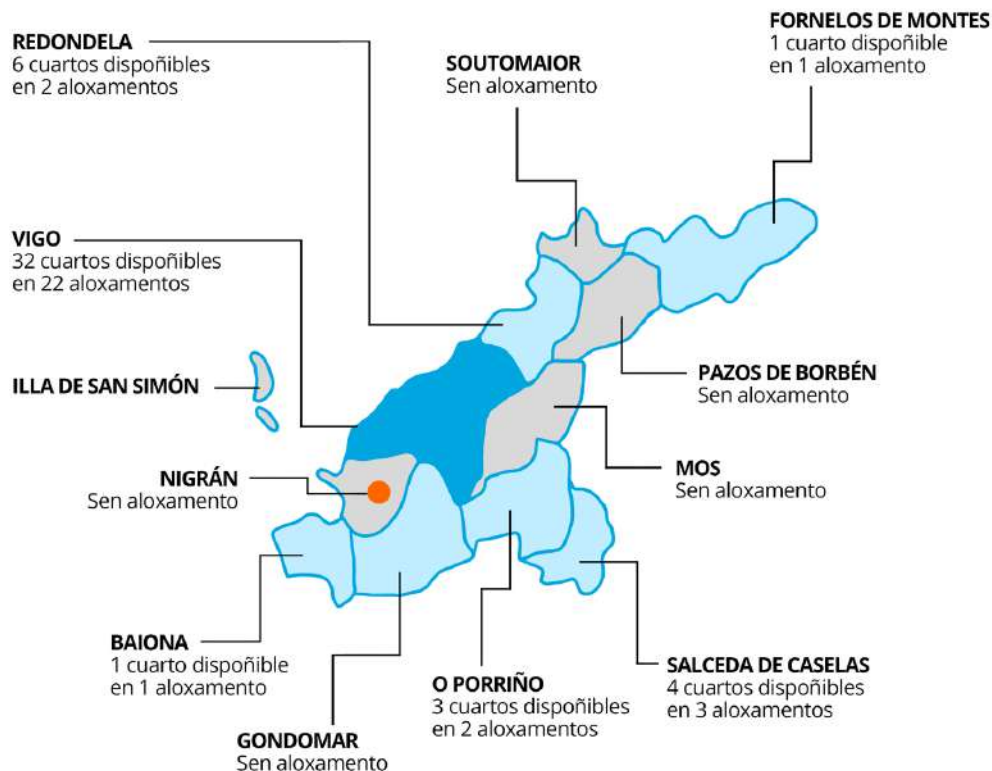 FORNELOS DE MONTES
1 cuarto dispoñible
en 1 aloxamento
REDONDELA
6 cuartos dispoñibles
en 2 aloxamentos
SOUTOMAIOR
Sen aloxamento
VIGO
32 cuartos dispoñibles
en 22 aloxamentos
ILLA DE SAN SIMÓN
PAZOS DE BORBÉN
Sen aloxamento
NIGRÁN
Sen aloxamento
MOS
Sen aloxamento
BAIONA
1 cuarto dispoñible
en 1 aloxamento
GONDOMAR
Sen aloxamento
O PORRIÑO
3 cuartos dispoñibles
en 2 aloxamentos
SALCEDA DE CASELAS
4 cuartos dispoñibles
en 3 aloxamentos